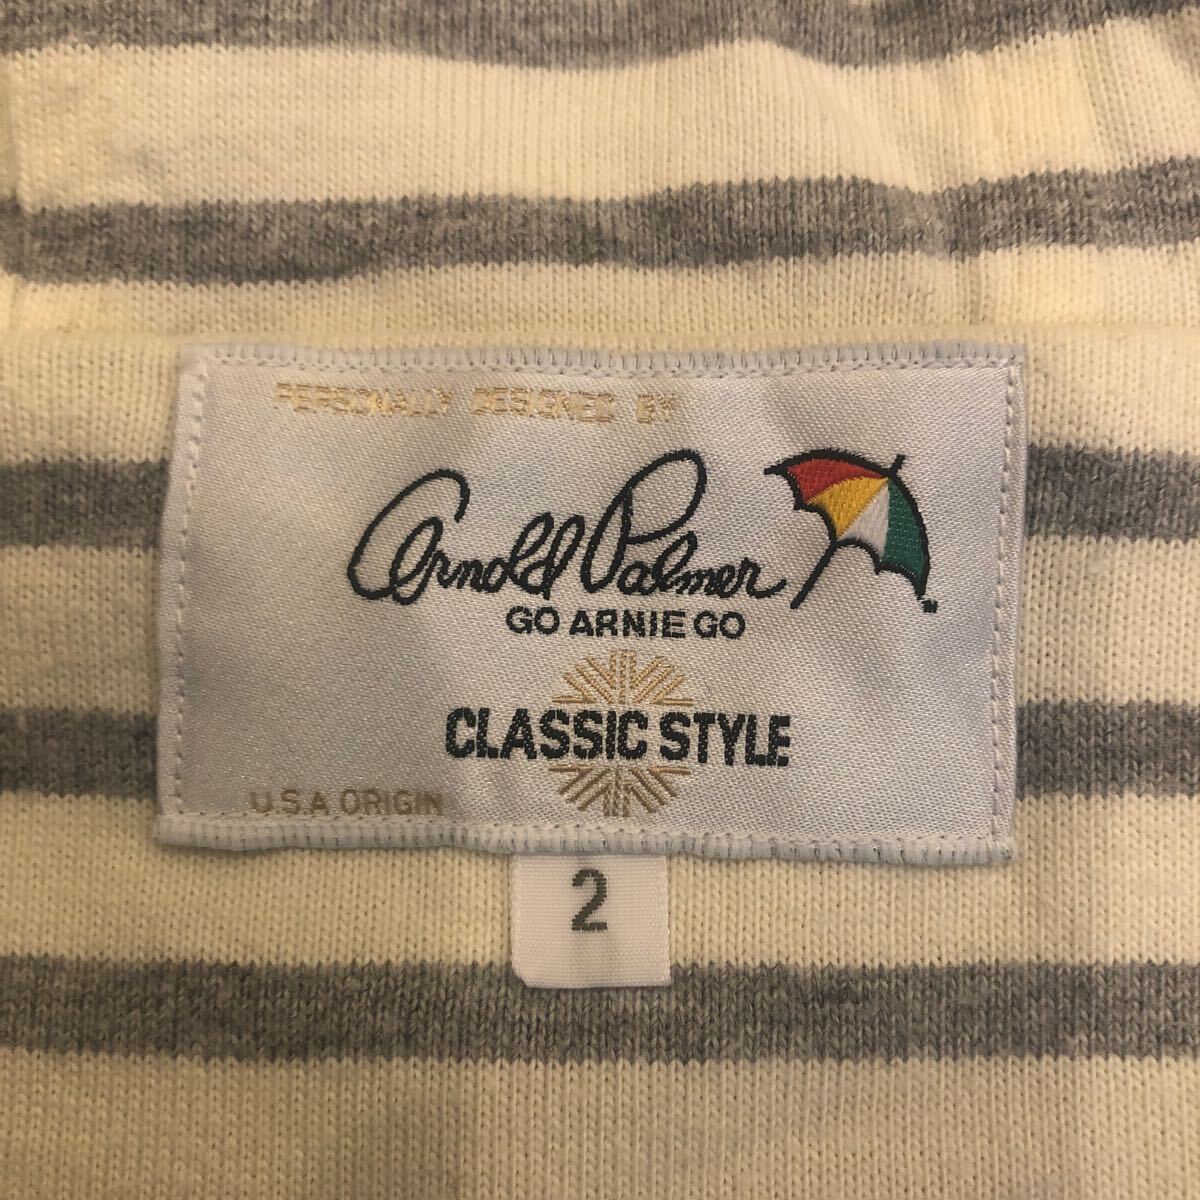 PERSONALLY DESIGNED BY
Arnold Palmer
GO ARNIE GO
CLASSIC STYLE
U.S.A ORIGIN
2